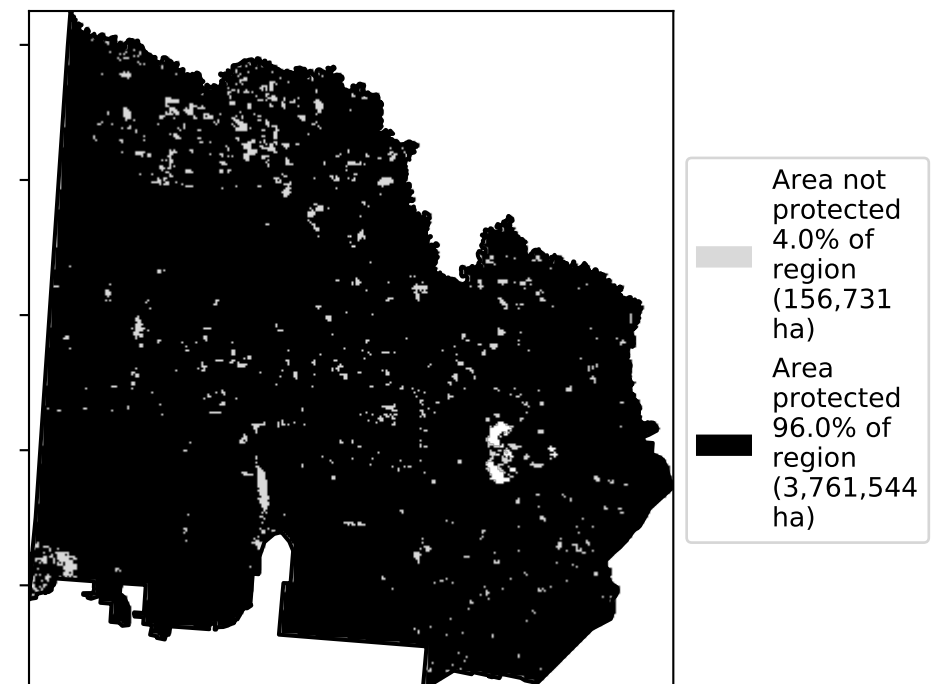 Area not
protected
4.0% of
region
(156,731
ha)
Area
protected
96.0% of
region
(3,761,544
ha)